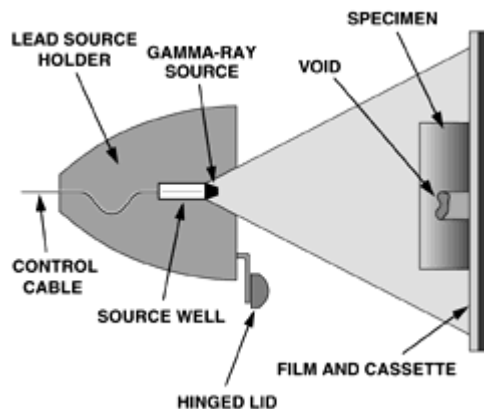 LEAD SOURCE
HOLDER
GAMMA-RAY
SOURCE
SPECIMEN
VOID
CONTROL
CABLE
SOURCE WELL
HINGED LID
FILM AND CASSETTE